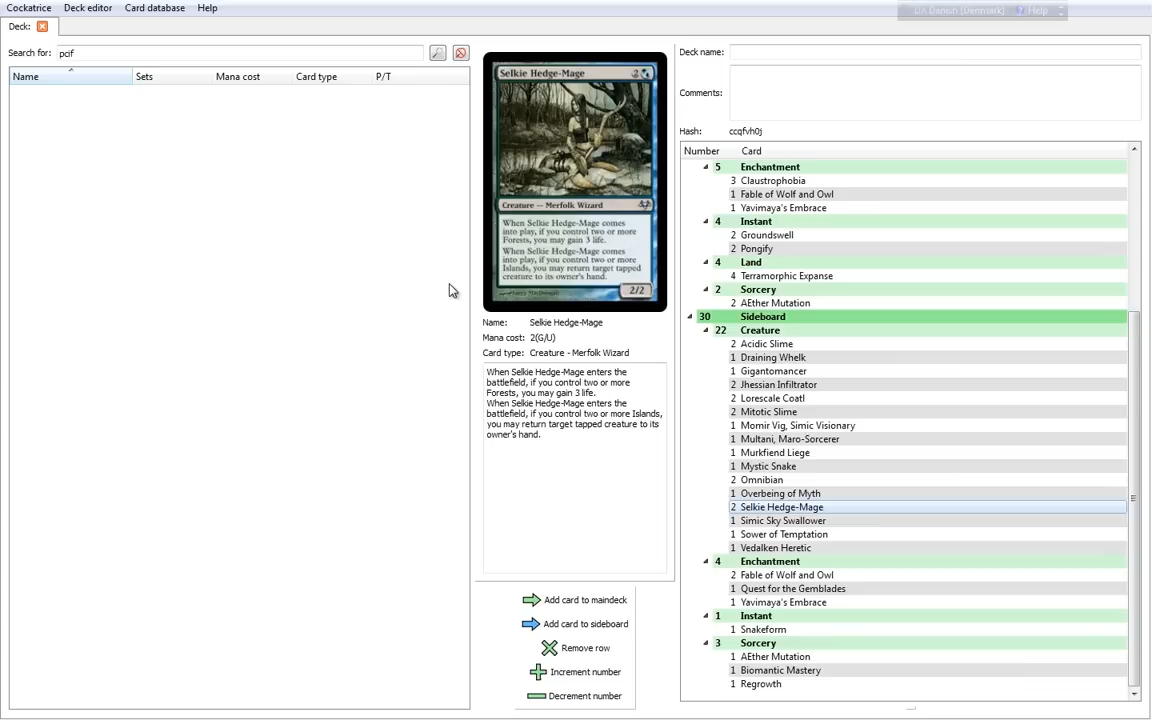 Cockatrice Deck editor Card database Help
DA Dansk (Denmark) Help
Deck:
Search for: pcif
Name Sets Mana cost Card type P/T
Selkie Hedge-Mage 2
Creature — Merfolk Wizard
When Selkie Hedge-Mage comes
into play, if you control two or more
Forests, you may gain 3 life.
When Selkie Hedge-Mage comes
into play, if you control two or more
Islands, you may return target tapped
creature to its owner's hand.
2/2
Name: Selkie Hedge-Mage
Mana cost: 2(G/U)
Card type: Creature - Merfolk Wizard
When Selkie Hedge-Mage enters the
battlefield, if you control two or more
Forests, you may gain 3 life.
When Selkie Hedge-Mage enters the
battlefield, if you control two or more Islands,
you may return target tapped creature to its
owner's hand.
Add card to maindeck
Add card to sideboard
Remove row
Increment number
Decrement number
Deck name:
Comments:
Hash: ccqfvh0j
Number Card
5 Enchantment
3 Claustrophobia
1 Fable of Wolf and Owl
1 Yavimaya's Embrace
4 Instant
2 Groundswell
2 Pongify
4 Land
4 Terramorphic Expanse
2 Sorcery
2 AEther Mutation
30 Sideboard
22 Creature
2 Acidic Slime
1 Draining Whelk
1 Gigantomancer
2 Jhessian Infiltrator
2 Lorescale Coatl
2 Mitotic Slime
1 Momir Vig, Simic Visionary
1 Multani, Maro-Sorcerer
1 Murkfiend Liege
1 Mystic Snake
2 Omnibian
1 Overbeing of Myth
2 Selkie Hedge-Mage
1 Simic Sky Swallower
1 Sower of Temptation
1 Vedalken Heretic
4 Enchantment
2 Fable of Wolf and Owl
1 Quest for the Gemblades
1 Yavimaya's Embrace
1 Instant
1 Snakeform
3 Sorcery
1 AEther Mutation
1 Biomantic Mastery
1 Regrowth